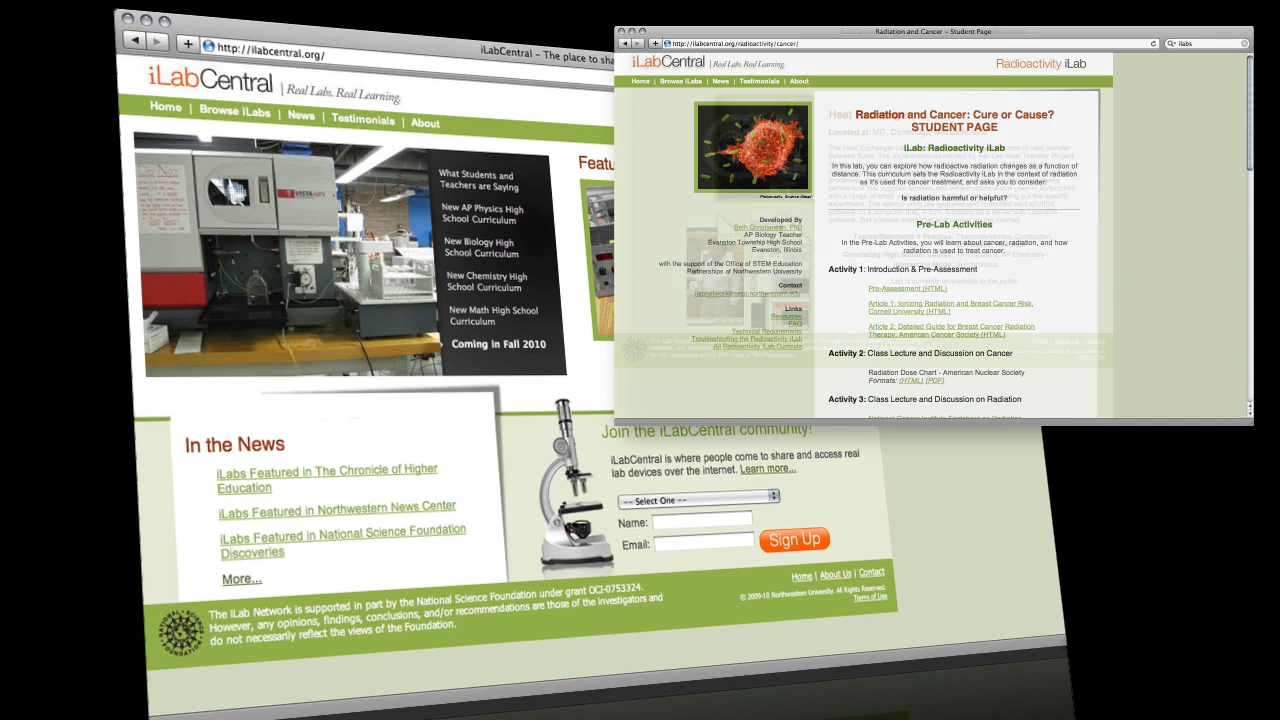 http://ilabcentral.org/
iLabCentral – The place to sha
iLabCentral | Real Labs. Real Learning.
Home | Browse iLabs | News | Testimonials | About
What Students and
Teachers are Saying
New AP Physics High
School Curriculum
New Biology High
School Curriculum
New Chemistry High
School Curriculum
New Math High School
Curriculum
Coming in Fall 2010
Featu
In the News
iLabs Featured in The Chronicle of Higher
Education
iLabs Featured in Northwestern News Center
iLabs Featured in National Science Foundation
Discoveries
More...
Join the iLabCentral community!
iLabCentral is where people come to share and access real
lab devices over the internet. Learn more...
-- Select One --
Name:
Email:
Sign Up
The iLab Network is supported in part by the National Science Foundation under grant OCI-0753324.
However, any opinions, findings, conclusions, and/or recommendations are those of the investigators and
do not necessarily reflect the views of the Foundation.
Home | About Us | Contact
© 2009-10 Northwestern University. All Rights Reserved.
Terms of Use
Radiation and Cancer – Student Page
http://ilabcentral.org/radioactivity/cancer/
ilabs
iLabCentral | Real Labs. Real Learning.
Radioactivity iLab
Home | Browse iLabs | News | Testimonials | About
Developed By
Beth Christiansen, PhD
AP Biology Teacher
Evanston Township High School
Evanston, Illinois
with the support of the Office of STEM Education
Partnerships at Northwestern University
Contact
ilabnetwork@sesp.northwestern.edu
Links
Resources
FAQ
Technical Requirements
Troubleshooting the Radioactivity iLab
All Radioactivity iLab Curricula
Radiation and Cancer: Cure or Cause?
STUDENT PAGE
iLab: Radioactivity iLab
In this lab, you can explore how radioactive radiation changes as a function of
distance. This curriculum sets the Radioactivity iLab in the context of radiation
as it's used for cancer treatment, and asks you to consider:
Is radiation harmful or helpful?
Pre-Lab Activities
In the Pre-Lab Activities, you will learn about cancer, radiation, and how
radiation is used to treat cancer.
Activity 1: Introduction & Pre-Assessment
Pre-Assessment (HTML)
Article 1: Ionizing Radiation and Breast Cancer Risk,
Cornell University (HTML)
Article 2: Detailed Guide for Breast Cancer Radiation
Therapy, American Cancer Society (HTML)
Activity 2: Class Lecture and Discussion on Cancer
Radiation Dose Chart - American Nuclear Society
Formats: (HTML) (PDF)
Activity 3: Class Lecture and Discussion on Radiation